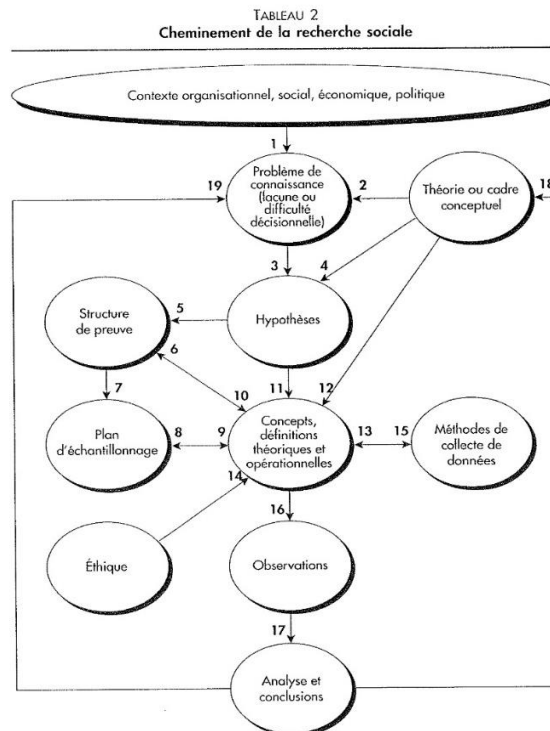 TABLEAU 2
Cheminement de la recherche sociale
Contexte organisationnel, social, économique, politique
1
19
Problème de
connaissance
(lacune ou
difficulté
décisionnelle)
2
Théorie ou cadre
conceptuel
18
3
4
Structure
de preuve
5
Hypothèses
6
7
10
11
12
Plan
d'échantillonnage
8
9
Concepts,
définitions
théoriques et
opérationnelles
13
15
Méthodes de
collecte de
données
14
16
Éthique
Observations
17
Analyse et
conclusions